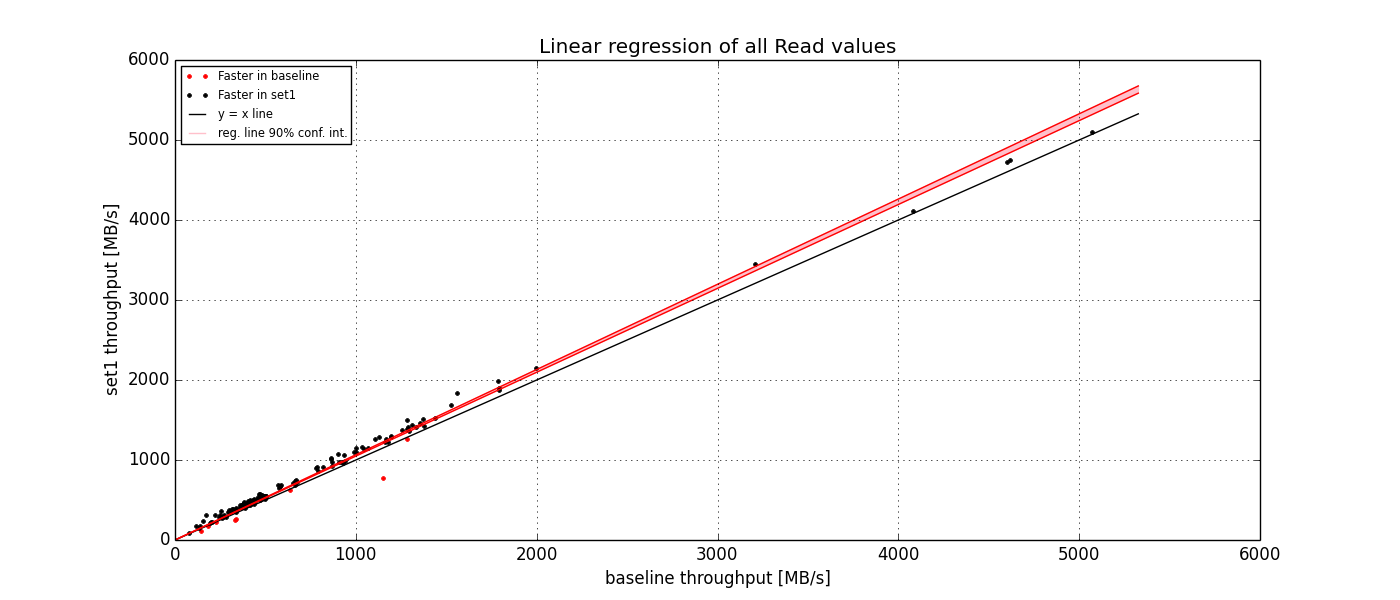 Linear regression of all Read values
6000
5000
4000
3000
2000
1000
0
set1 throughput [MB/s]
Faster in baseline
Faster in set1
y = x line
reg. line 90% conf. int.
0 1000 2000 3000 4000 5000 6000
baseline throughput [MB/s]